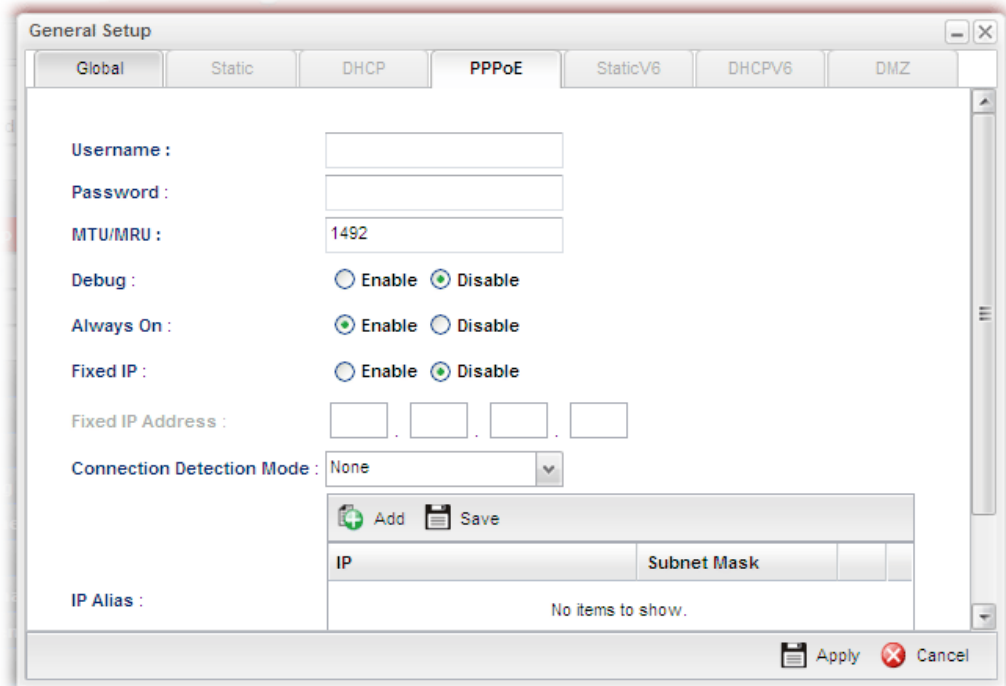 General Setup
Global Static DHCP PPPoE StaticV6 DHCPV6 DMZ
Username :
Password :
MTU/MRU : 1492
Debug : Enable Disable
Always On : Enable Disable
Fixed IP : Enable Disable
Fixed IP Address : . . .
Connection Detection Mode : None
Add Save
IP Subnet Mask
IP Alias : No items to show.
Apply Cancel